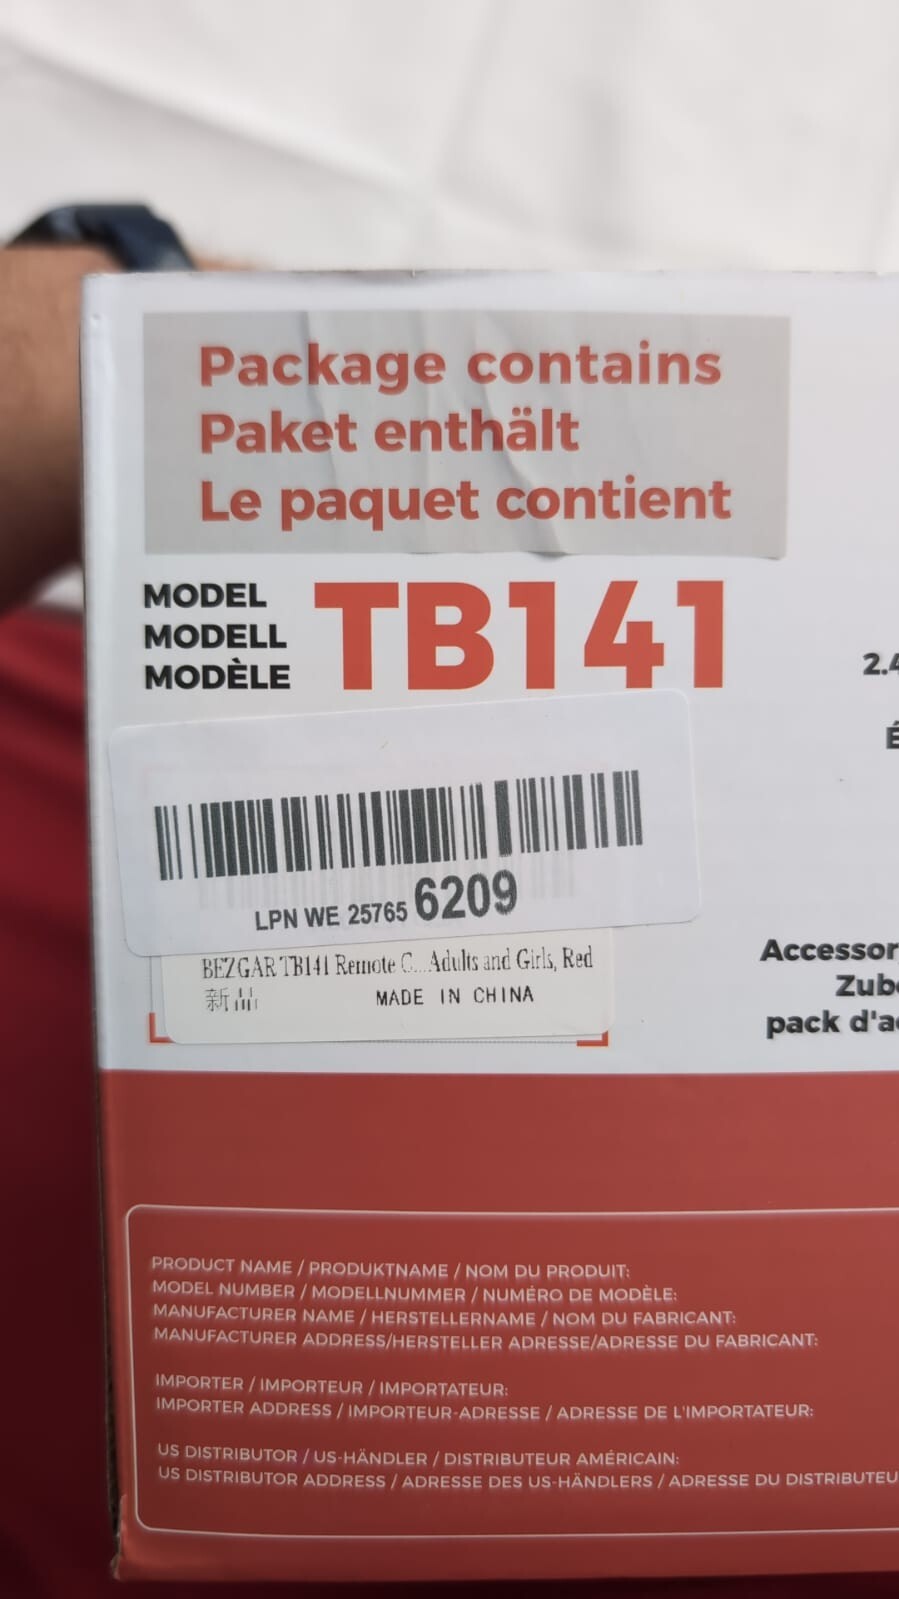 Package contains
Paket enthält
Le paquet contient
MODEL
MODELL
MODÈLE
TB141
2.4
É
LPN WE 25765 6209
BEZGAR TB141 Remote C...Adults and Girls, Red
新品 MADE IN CHINA
Accessor
Zube
pack d'a
PRODUCT NAME / PRODUKTNAME / NOM DU PRODUIT:
MODEL NUMBER / MODELLNUMMER / NUMÉRO DE MODÈLE:
MANUFACTURER NAME / HERSTELLERNAME / NOM DU FABRICANT:
MANUFACTURER ADDRESS/HERSTELLER ADRESSE/ADRESSE DU FABRICANT:
IMPORTER / IMPORTEUR / IMPORTATEUR:
IMPORTER ADDRESS / IMPORTEUR-ADRESSE / ADRESSE DE L'IMPORTATEUR:
US DISTRIBUTOR / US-HÄNDLER / DISTRIBUTEUR AMÉRICAIN:
US DISTRIBUTOR ADDRESS / ADRESSE DES US-HÄNDLERS / ADRESSE DU DISTRIBUTEU